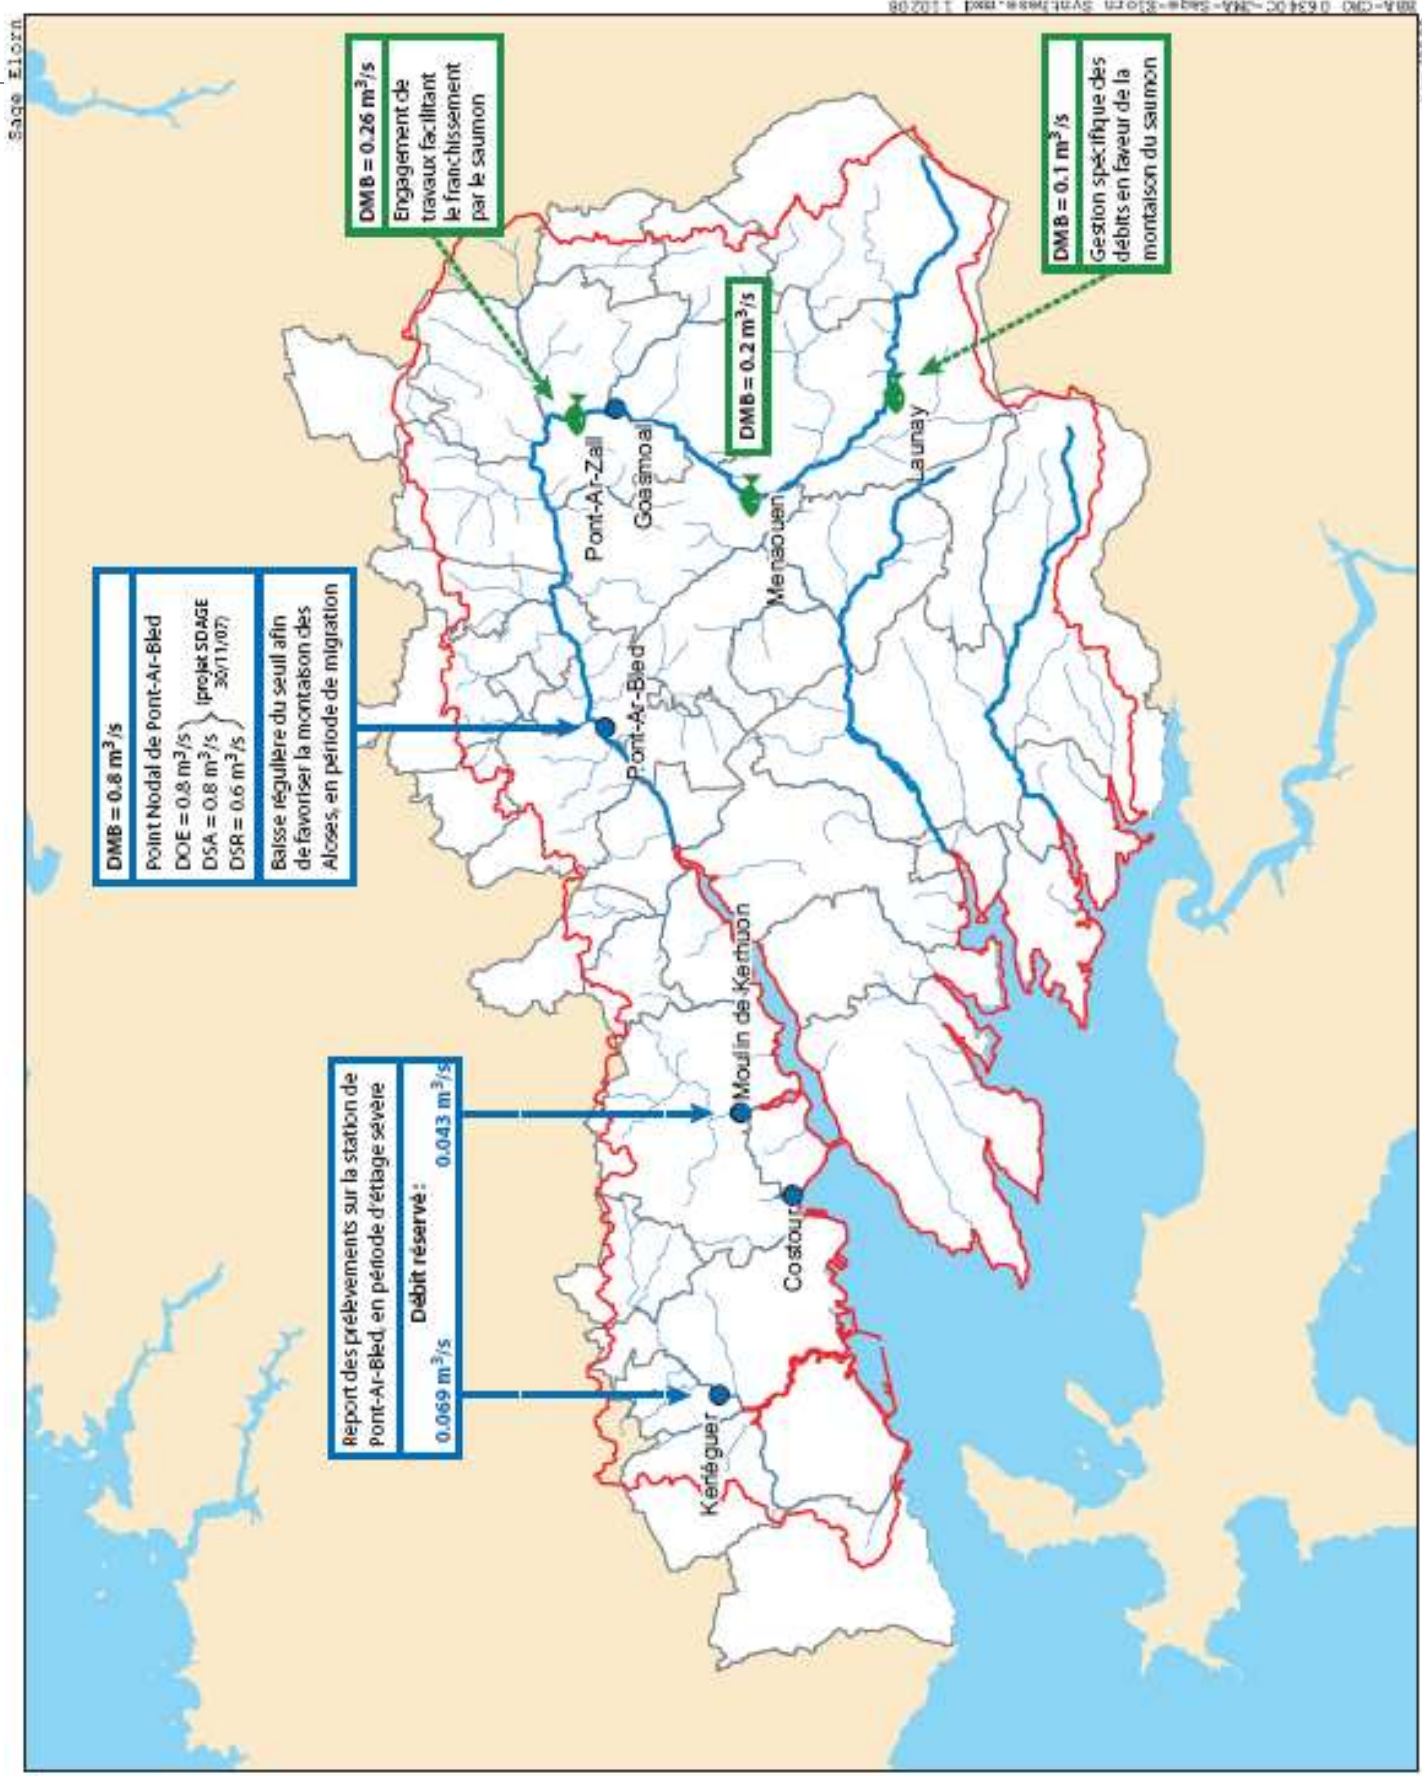 Sage Elorn
DMB = 0.8 m³/s
Point Nodal de Pont-Ar-Bled
DOE = 0.8 m³/s
DSA = 0.8 m³/s
DSR = 0.6 m³/s
(projet SDAGE
30/11/07)
Baisse régulière du seuil afin
de favoriser la montaison des
Aloses, en période de migration
DMB = 0.26 m³/s
Engagement de
travaux facilitant
le franchissement
par le saumon
Report des prélèvements sur la station de
Pont-Ar-Bled, en période d'étiage sévère
Débit réservé :
0.069 m³/s 0.043 m³/s
Pont-Ar-Zall
Goasmoal
Pont-Ar-Bled
DMB = 0.2 m³/s
Menaouen
Moulin de Kerhuon
Kerléguer
Costour
Launay
DMB = 0.1 m³/s
Gestion spécifique des
débits en faveur de la
montaison du saumon